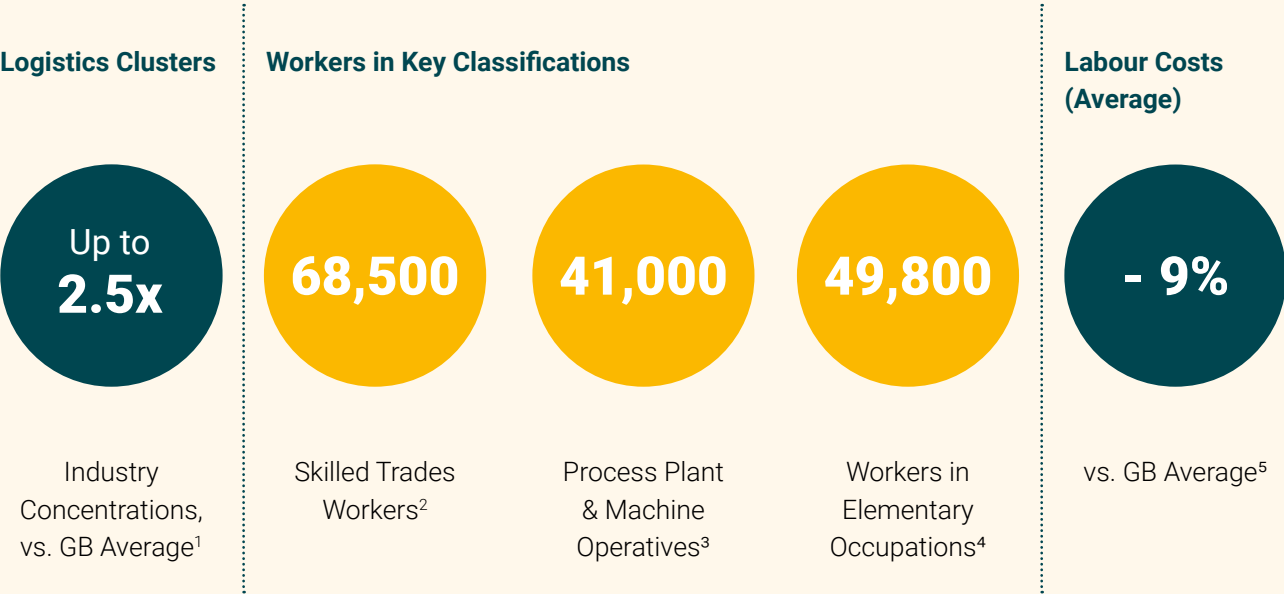 Logistics Clusters
Workers in Key Classifications
Labour Costs
(Average)
Up to
2.5x
68,500
41,000
49,800
- 9%
Industry
Concentrations,
vs. GB Average¹
Skilled Trades
Workers²
Process Plant
& Machine
Operatives³
Workers in
Elementary
Occupations⁴
vs. GB Average⁵